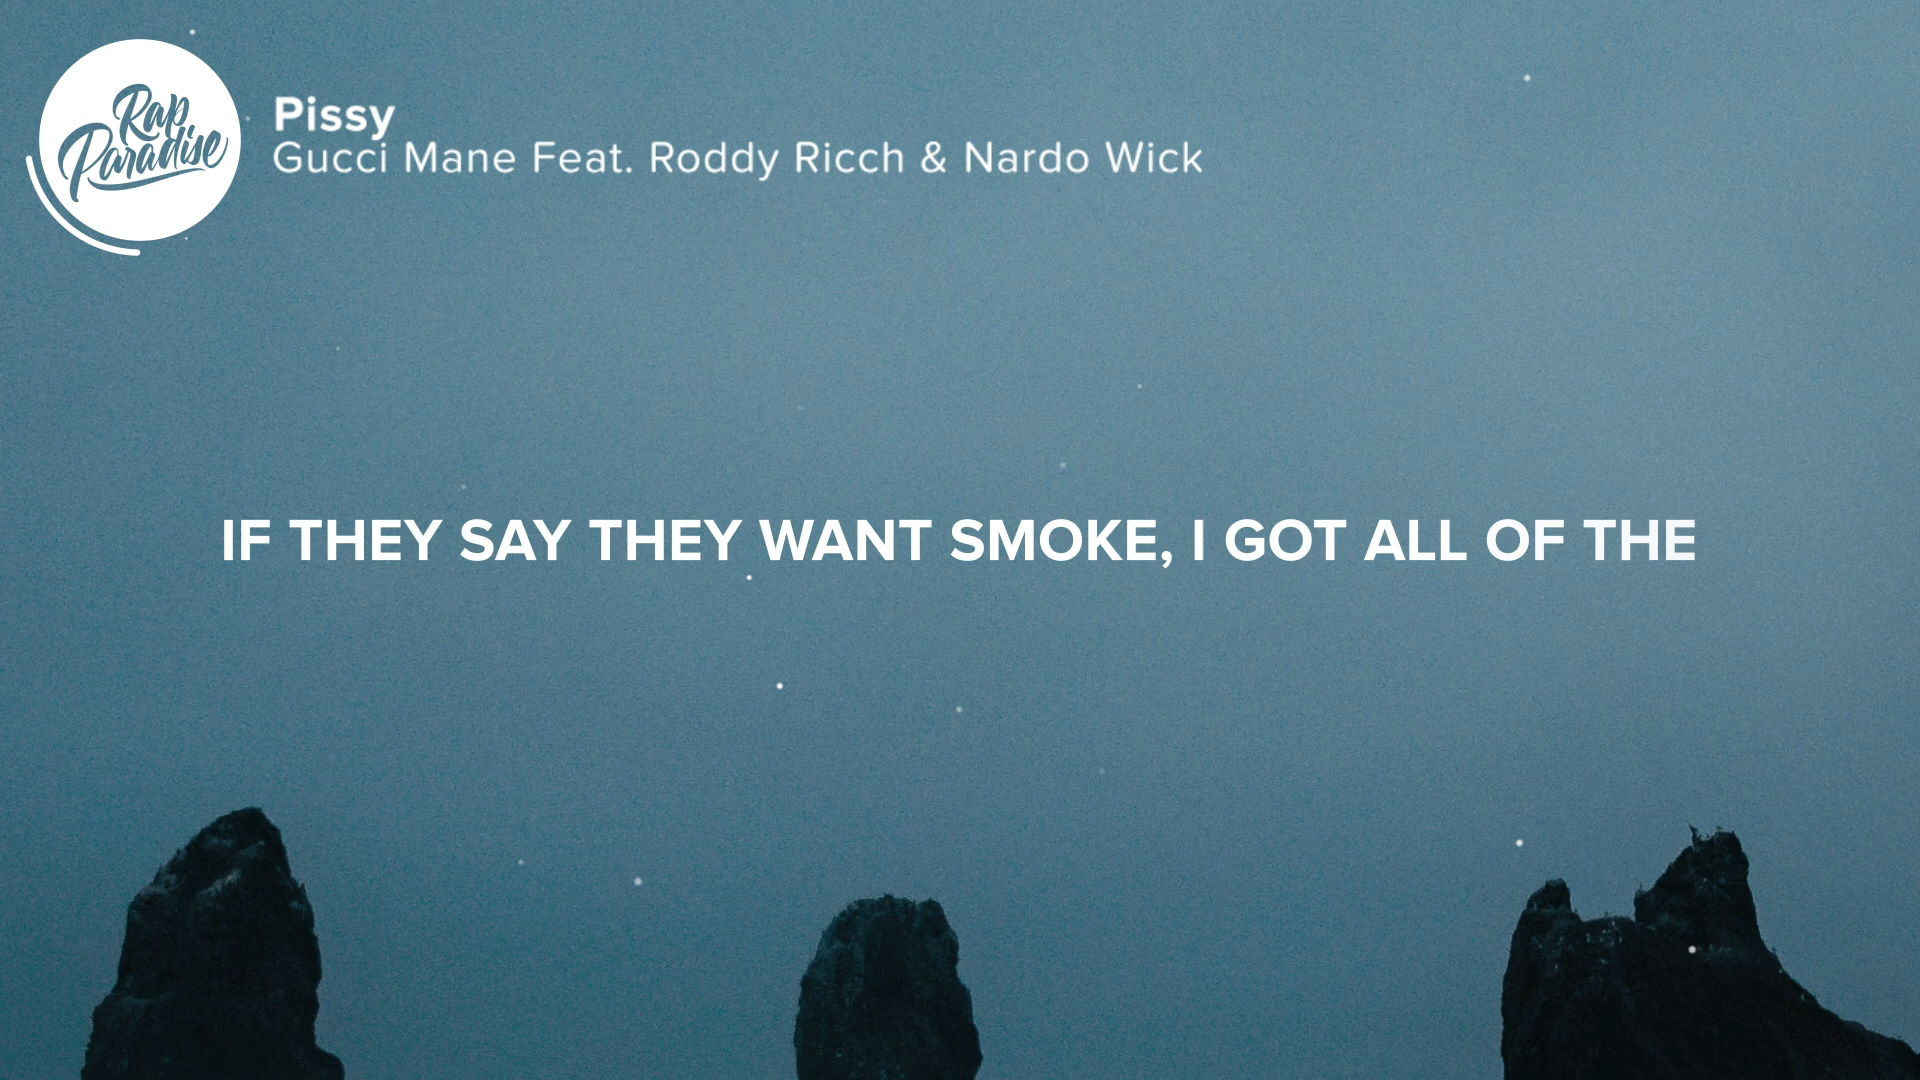 Rap
Paradise
Pissy
Gucci Mane Feat. Roddy Ricch & Nardo Wick
IF THEY SAY THEY WANT SMOKE, I GOT ALL OF THE